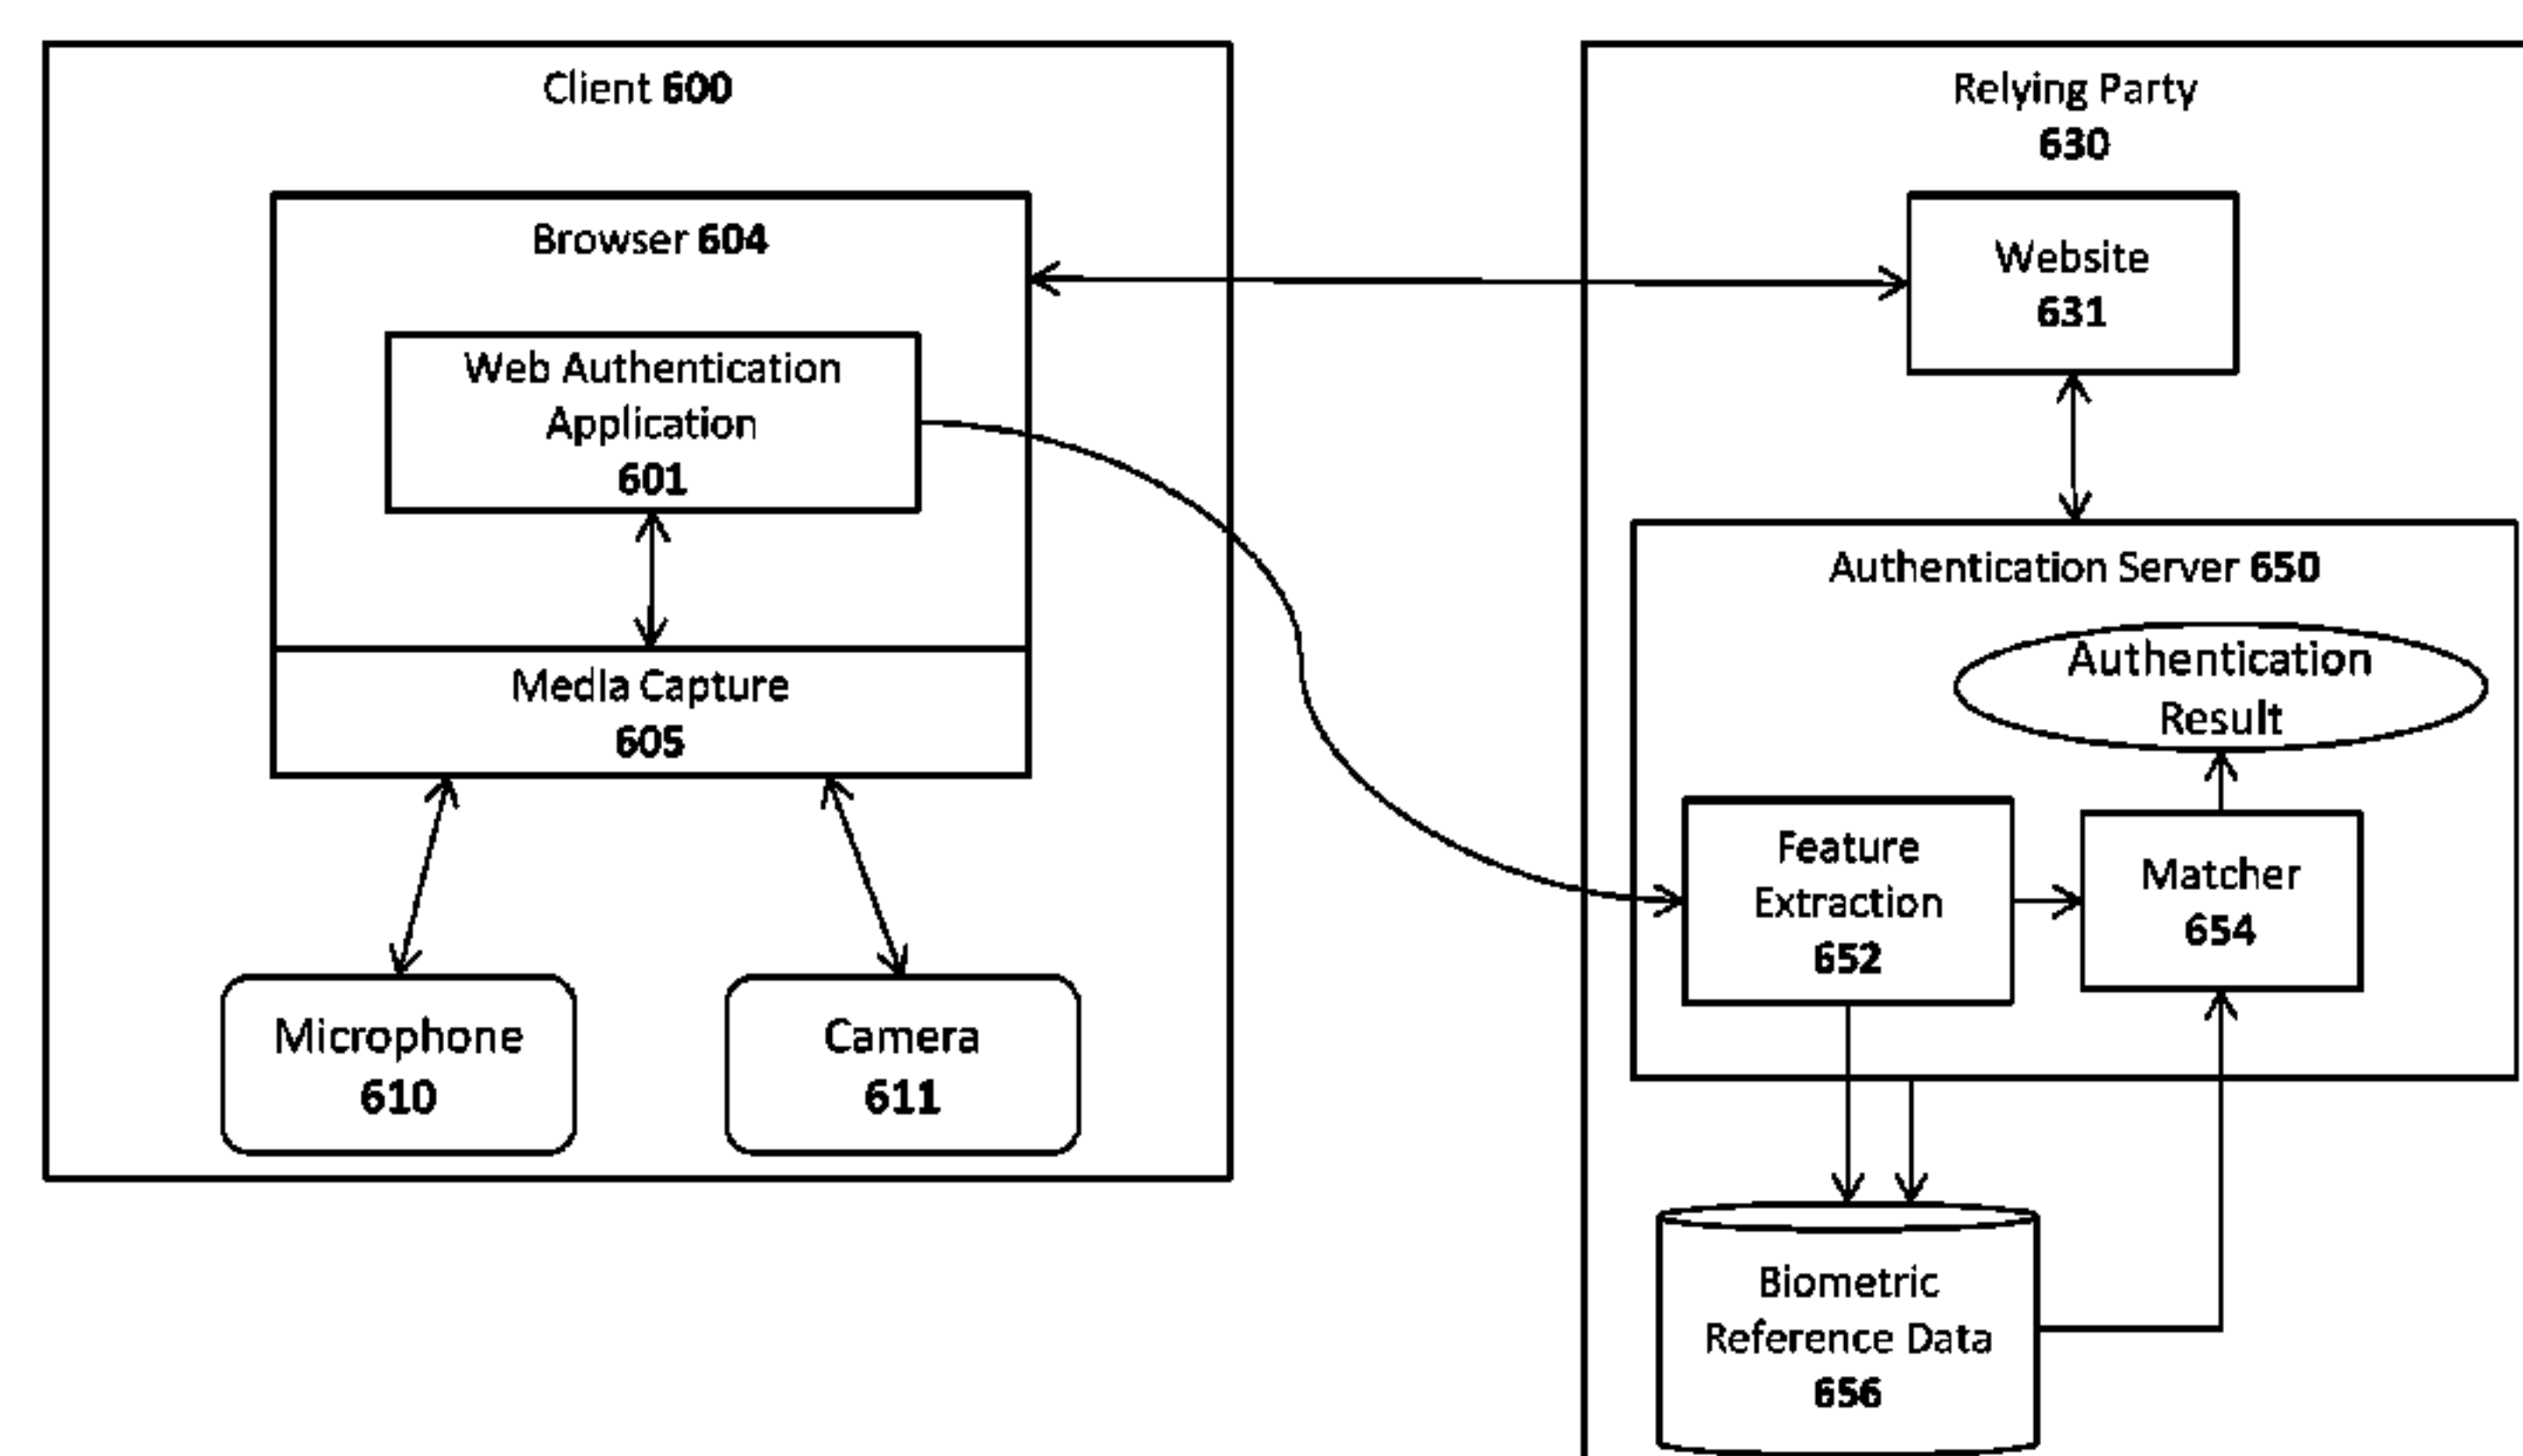 Client 600
Browser 604
Web Authentication
Application
601
Media Capture
605
Microphone
610
Camera
611
Relying Party
630
Website
631
Authentication Server 650
Authentication
Result
Feature
Extraction
652
Matcher
654
Biometric
Reference Data
656